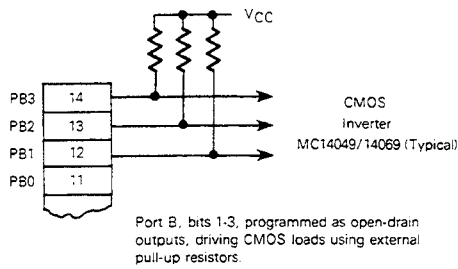 VCC
PB3 14
PB2 13
PB1 12
PB0 11
CMOS
Inverter
MC14049/14069 (Typical)
Port B, bits 1-3, programmed as open-drain
outputs, driving CMOS loads using external
pull-up resistors.